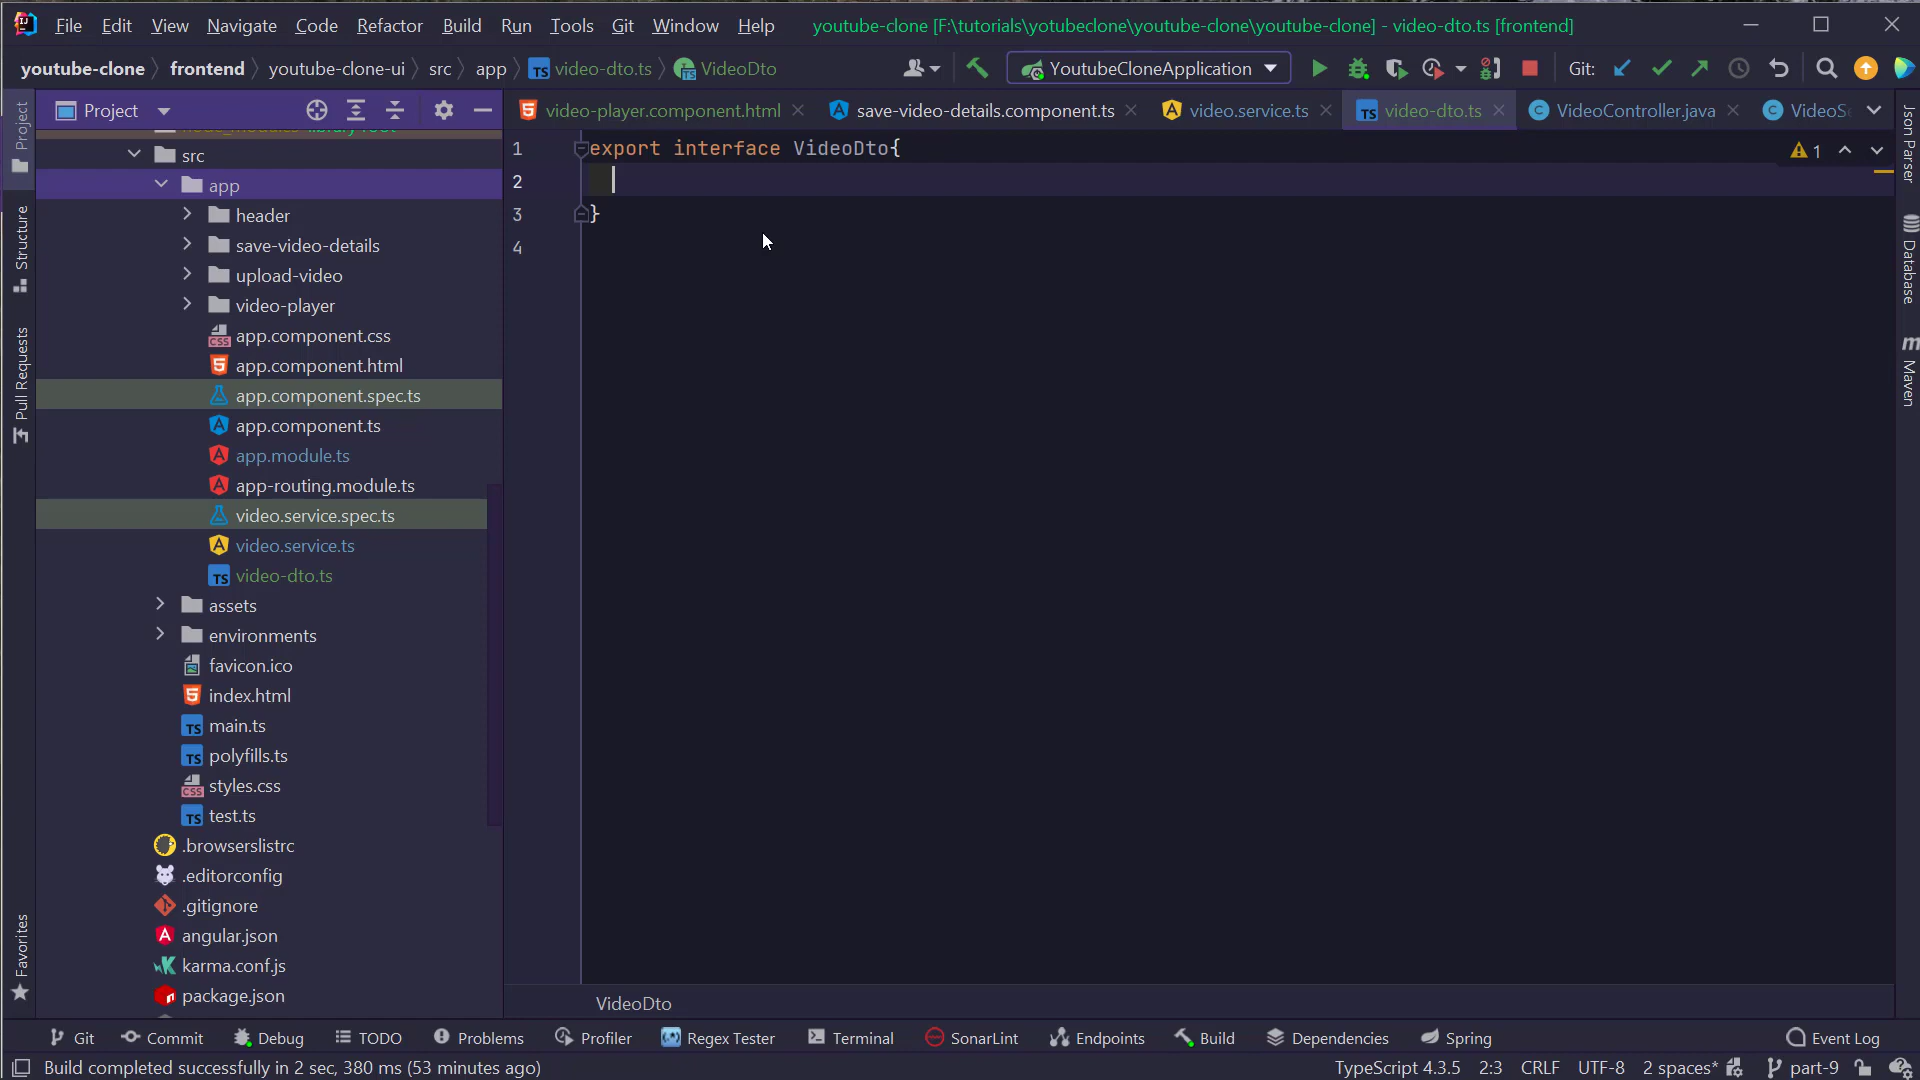 File Edit View Navigate Code Refactor Build Run Tools Git Window Help youtube-clone [F:\tutorials\yotubeclone\youtube-clone\youtube-clone] - video-dto.ts [frontend]
youtube-clone frontend youtube-clone-ui src app video-dto.ts VideoDto YoutubeCloneApplication Git:
Project video-player.component.html save-video-details.component.ts video.service.ts video-dto.ts VideoController.java
src
app
header
save-video-details
upload-video
video-player
app.component.css
app.component.html
app.component.spec.ts
app.component.ts
app.module.ts
app-routing.module.ts
video.service.spec.ts
video.service.ts
video-dto.ts
assets
environments
favicon.ico
index.html
main.ts
polyfills.ts
styles.css
test.ts
.browserslistrc
.editorconfig
.gitignore
angular.json
karma.conf.js
package.json
Project
Structure
Pull Requests
Favorites
1 export interface VideoDto{
2
3 }
4
1
Json Parser
Database
Maven
VideoDto
Git Commit Debug TODO Problems Profiler Regex Tester Terminal SonarLint Endpoints Build Dependencies Spring Event Log
Build completed successfully in 2 sec, 380 ms (53 minutes ago) TypeScript 4.3.5 2:3 CRLF UTF-8 2 spaces* part-9